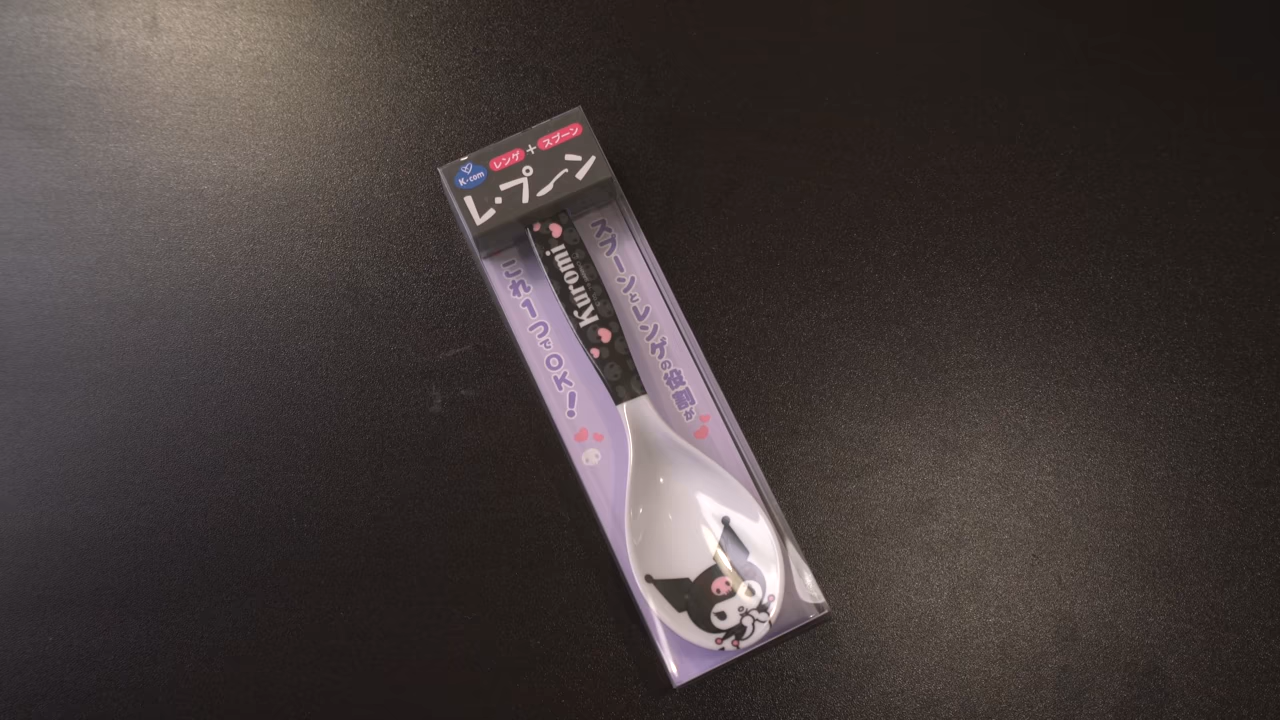 K·com
レンゲ+スプーン
レ・プーン
スプーンとレンゲの役割が
これ1つでOK!
Kuromi